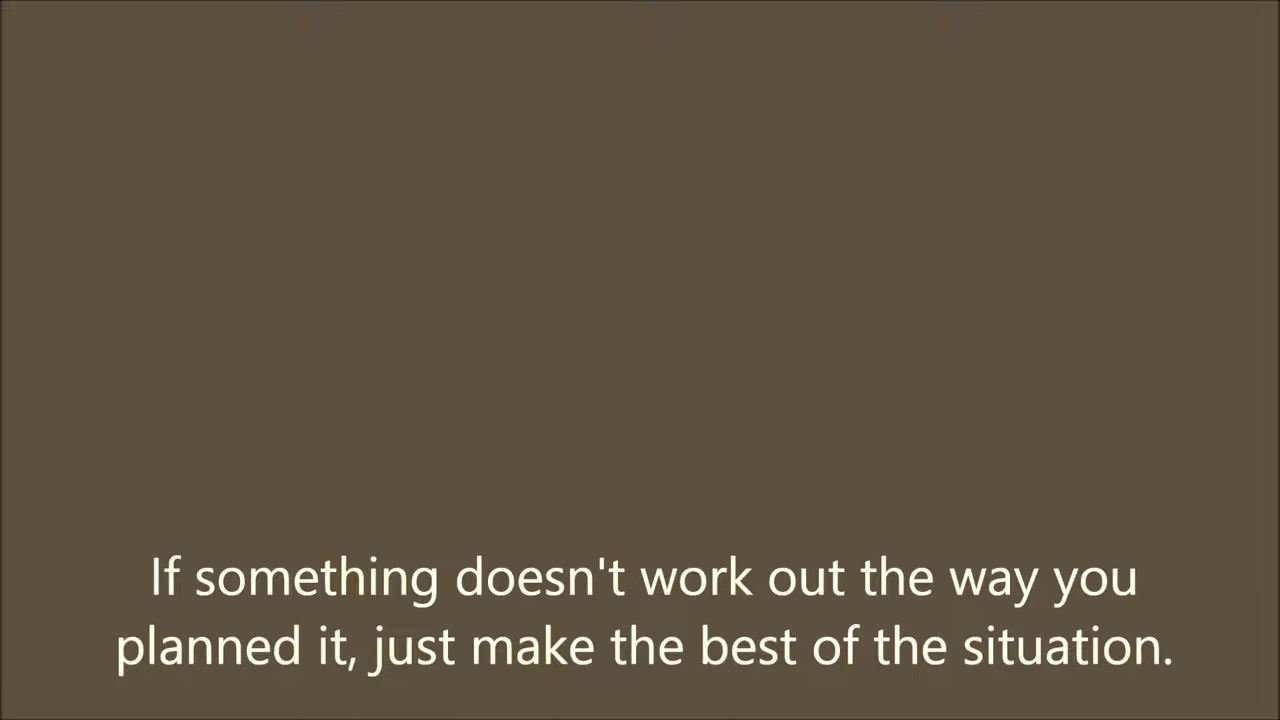 If something doesn't work out the way you
planned it, just make the best of the situation.